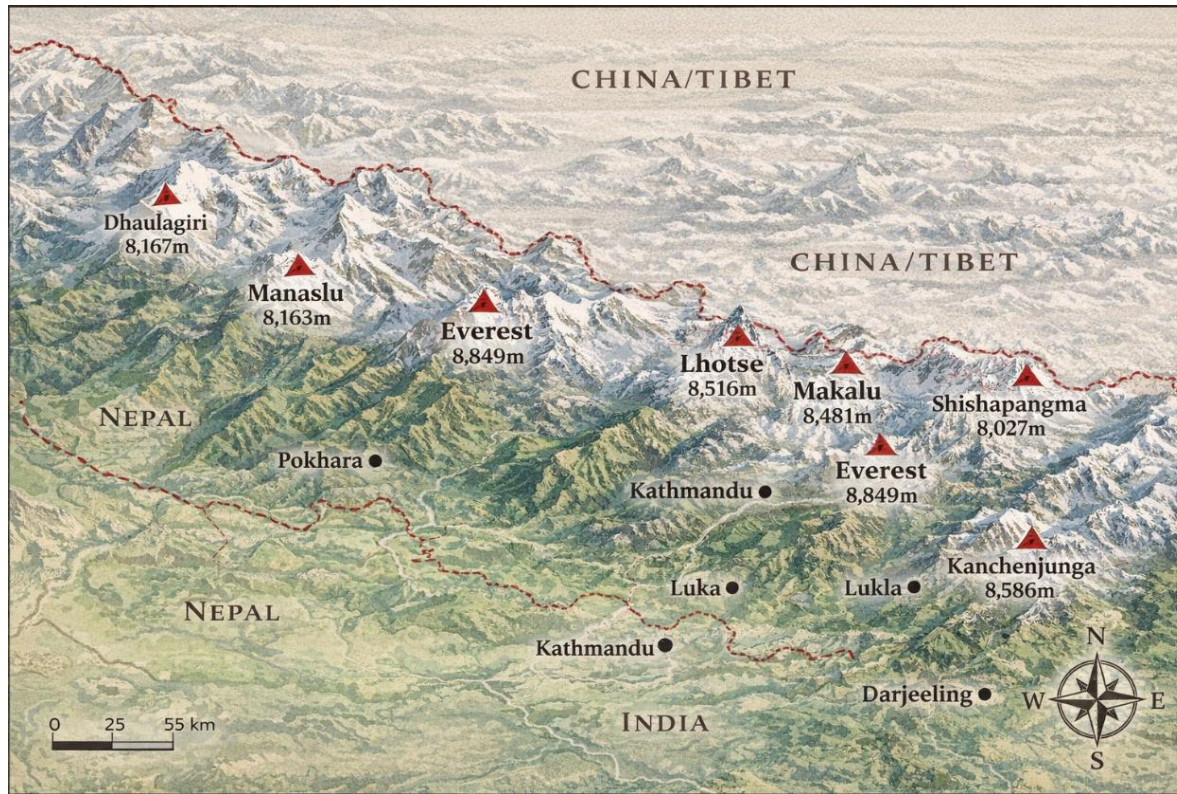 CHINA/TIBET
Dhaulagiri
8,167m
CHINA/TIBET
Manaslu
8,163m
Everest
8,849m
Lhotse
8,516m
Makalu
8,481m
Shishapangma
8,027m
NEPAL
Pokhara
Everest
8,849m
Kathmandu
Kanchenjunga
8,586m
Luka
Lukla
NEPAL
Kathmandu
N
W
E
S
Darjeeling
INDIA
0 25 55 km